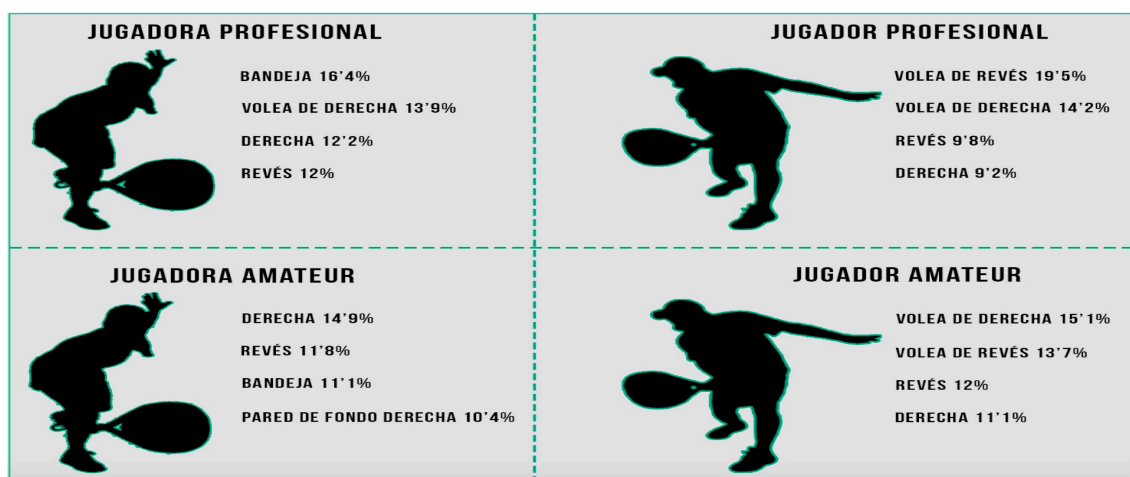 JUGADORA PROFESIONAL
BANDEJA 16'4%
VOLEA DE DERECHA 13'9%
DERECHA 12'2%
REVÉS 12%
JUGADOR PROFESIONAL
VOLEA DE REVÉS 19'5%
VOLEA DE DERECHA 14'2%
REVÉS 9'8%
DERECHA 9'2%
JUGADORA AMATEUR
DERECHA 14'9%
REVÉS 11'8%
BANDEJA 11'1%
PARED DE FONDO DERECHA 10'4%
JUGADOR AMATEUR
VOLEA DE DERECHA 15'1%
VOLEA DE REVÉS 13'7%
REVÉS 12%
DERECHA 11'1%